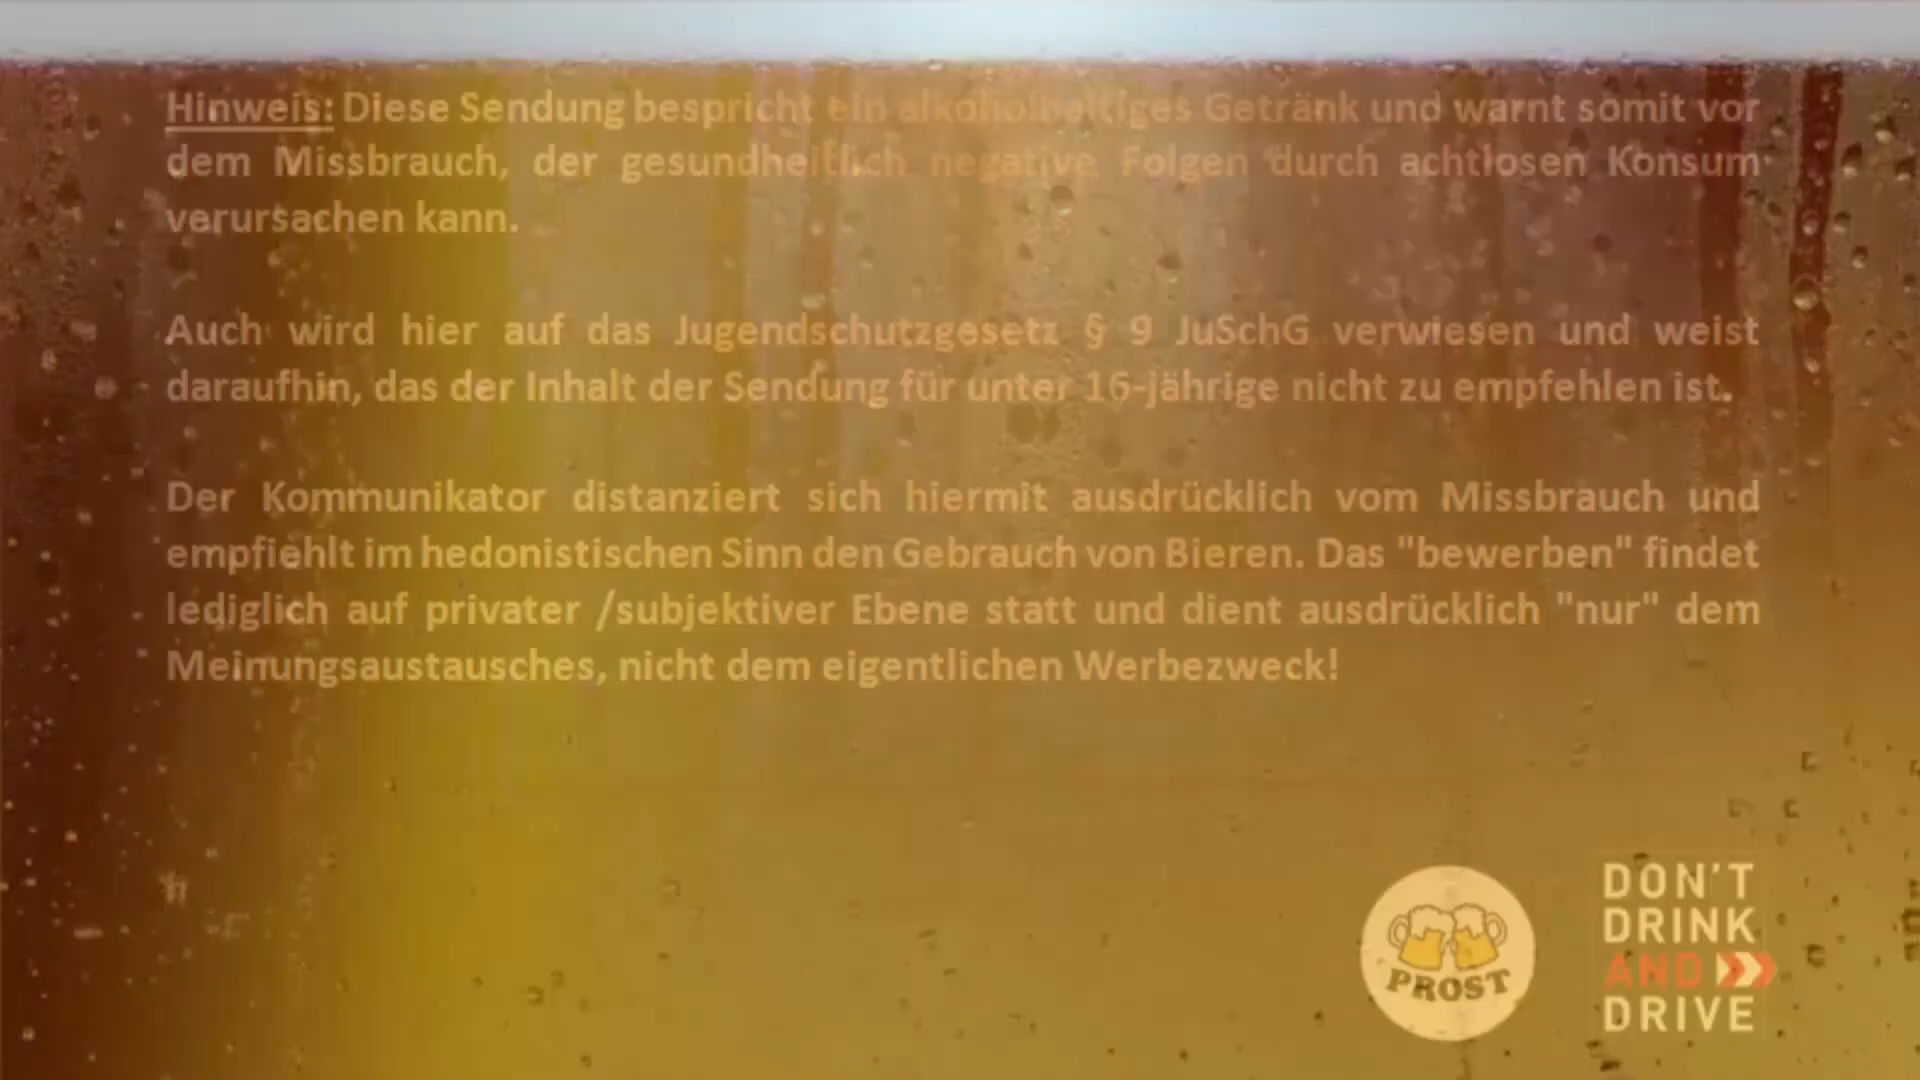 Hinweis: Diese Sendung bespricht ein alkoholhaltiges Getränk und warnt somit vor
dem Missbrauch, der gesundheitlich negative Folgen durch achtlosen Konsum
verursachen kann.
Auch wird hier auf das Jugendschutzgesetz § 9 JuSchG verwiesen und weist
daraufhin, das der Inhalt der Sendung für unter 16-jährige nicht zu empfehlen ist.
Der Kommunikator distanziert sich hiermit ausdrücklich vom Missbrauch und
empfiehlt im hedonistischen Sinn den Gebrauch von Bieren. Das "bewerben" findet
lediglich auf privater /subjektiver Ebene statt und dient ausdrücklich "nur" dem
Meinungsaustausches, nicht dem eigentlichen Werbezweck!
PROST
DON'T
DRINK
AND
DRIVE